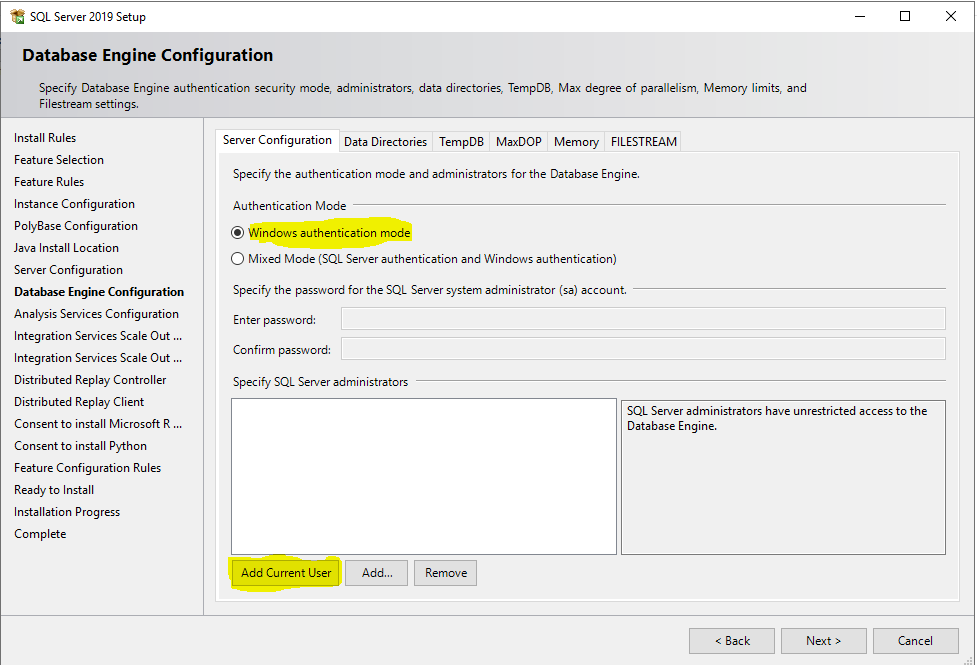 SQL Server 2019 Setup
Database Engine Configuration
Specify Database Engine authentication security mode, administrators, data directories, TempDB, Max degree of parallelism, Memory limits, and
Filestream settings.
Install Rules
Feature Selection
Feature Rules
Instance Configuration
PolyBase Configuration
Java Install Location
Server Configuration
Database Engine Configuration
Analysis Services Configuration
Integration Services Scale Out ...
Integration Services Scale Out ...
Distributed Replay Controller
Distributed Replay Client
Consent to install Microsoft R ...
Consent to install Python
Feature Configuration Rules
Ready to Install
Installation Progress
Complete
Server Configuration Data Directories TempDB MaxDOP Memory FILESTREAM
Specify the authentication mode and administrators for the Database Engine.
Authentication Mode
Windows authentication mode
Mixed Mode (SQL Server authentication and Windows authentication)
Specify the password for the SQL Server system administrator (sa) account.
Enter password:
Confirm password:
Specify SQL Server administrators
SQL Server administrators have unrestricted access to the
Database Engine.
Add Current User Add... Remove
< Back Next > Cancel